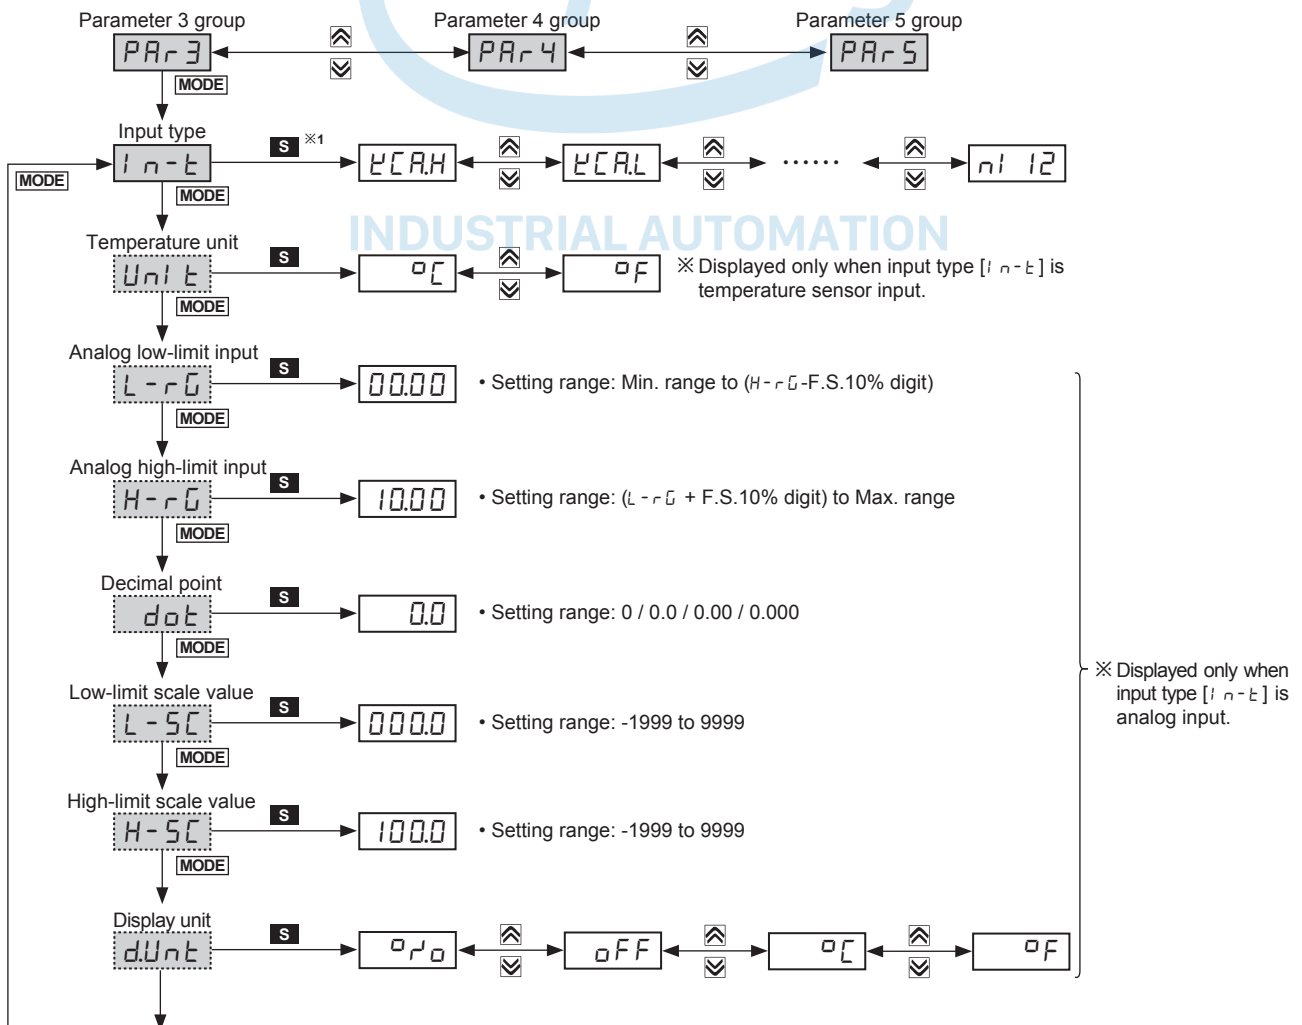 Parameter 3 group Parameter 4 group Parameter 5 group
PAr3 PAr4 PAr5
MODE
Input type
In-t S ※1 KCA.H KCA.L ······ nI 12
MODE
MODE
INDUSTRIAL AUTOMATION
Temperature unit
UnIt S °C °F ※ Displayed only when input type [In-t] is
temperature sensor input.
MODE
Analog low-limit input
L-rG S 00.00 • Setting range: Min. range to (H-rG-F.S.10% digit)
MODE
Analog high-limit input
H-rG S 10.00 • Setting range: (L-rG + F.S.10% digit) to Max. range
MODE
Decimal point
dot S 0.0 • Setting range: 0 / 0.0 / 0.00 / 0.000
MODE
※ Displayed only when
input type [In-t] is
analog input.
Low-limit scale value
L-SC S 000.0 • Setting range: -1999 to 9999
MODE
High-limit scale value
H-SC S 100.0 • Setting range: -1999 to 9999
MODE
Display unit
d.Unt S °/o oFF °C °F